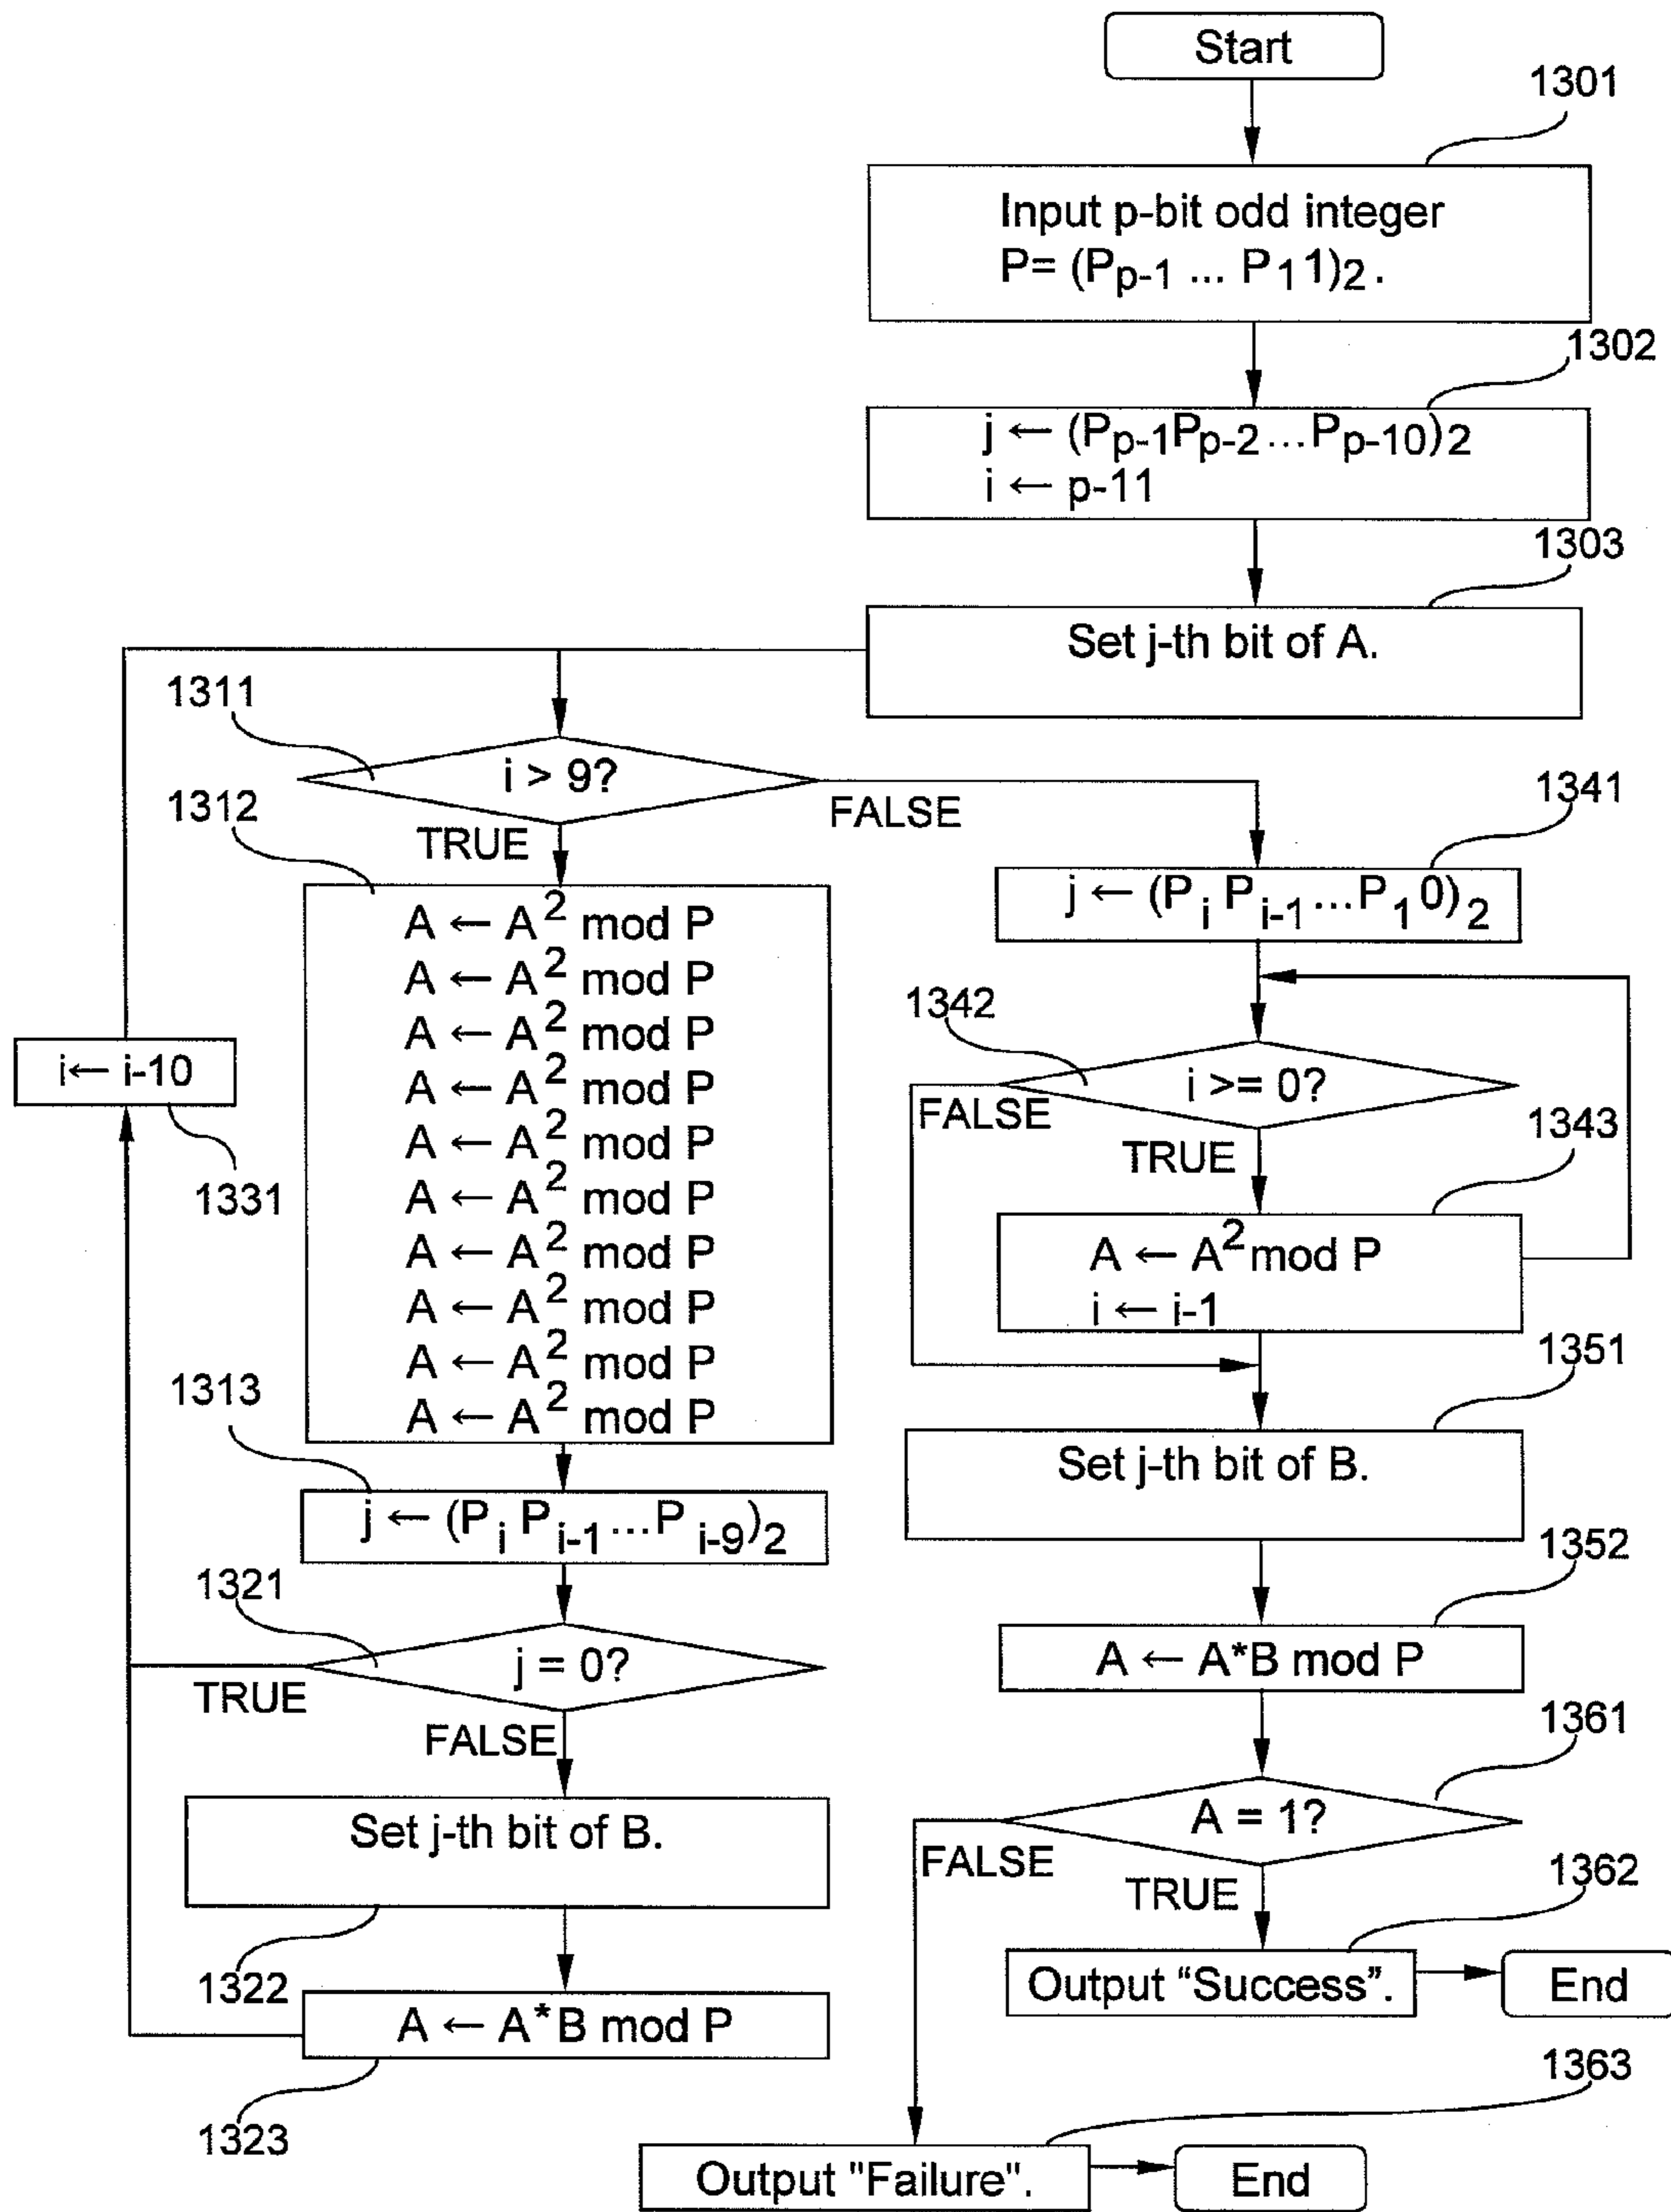 Start
1301
Input p-bit odd integer
P= (Pp-1 ... P11)2 .
1302
j ← (Pp-1Pp-2...Pp-10)2
i ← p-11
1303
Set j-th bit of A.
1311
i > 9?
TRUE
FALSE
1312
A ← A2 mod P
A ← A2 mod P
A ← A2 mod P
A ← A2 mod P
A ← A2 mod P
A ← A2 mod P
A ← A2 mod P
A ← A2 mod P
A ← A2 mod P
A ← A2 mod P
1313
j ← (Pi Pi-1...P i-9)2
1321
j = 0?
TRUE
FALSE
Set j-th bit of B.
1322
A ← A*B mod P
1323
i← i-10
1331
1341
j ← (Pi Pi-1...P10)2
1342
i >= 0?
FALSE
TRUE
1343
A ← A2 mod P
i ← i-1
1351
Set j-th bit of B.
1352
A ← A*B mod P
1361
A = 1?
FALSE
TRUE
1362
Output “Success”.
End
1363
Output "Failure".
End